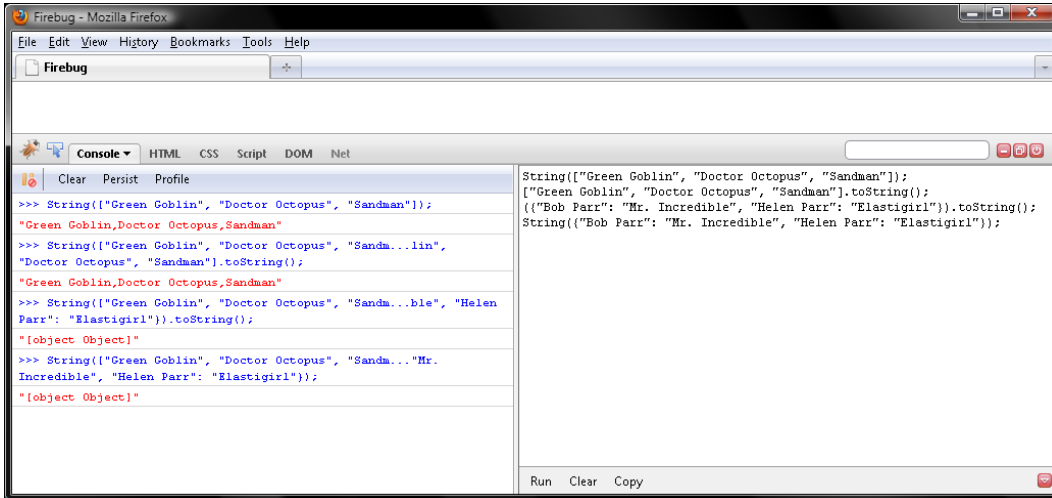 Firebug - Mozilla Firefox
File Edit View History Bookmarks Tools Help
Firebug
Console HTML CSS Script DOM Net
Clear Persist Profile
>>> String(["Green Goblin", "Doctor Octopus", "Sandman"]);
"Green Goblin,Doctor Octopus,Sandman"
>>> String(["Green Goblin", "Doctor Octopus", "Sandm...lin",
"Doctor Octopus", "Sandman"].toString();
"Green Goblin,Doctor Octopus,Sandman"
>>> String(["Green Goblin", "Doctor Octopus", "Sandm...ble", "Helen
Parr": "Elastigirl"}).toString();
"[object Object]"
>>> String(["Green Goblin", "Doctor Octopus", "Sandm..."Mr.
Incredible", "Helen Parr": "Elastigirl"});
"[object Object]"
String(["Green Goblin", "Doctor Octopus", "Sandman"]);
["Green Goblin", "Doctor Octopus", "Sandman"].toString();
({"Bob Parr": "Mr. Incredible", "Helen Parr": "Elastigirl"}).toString();
String({"Bob Parr": "Mr. Incredible", "Helen Parr": "Elastigirl"});
Run Clear Copy